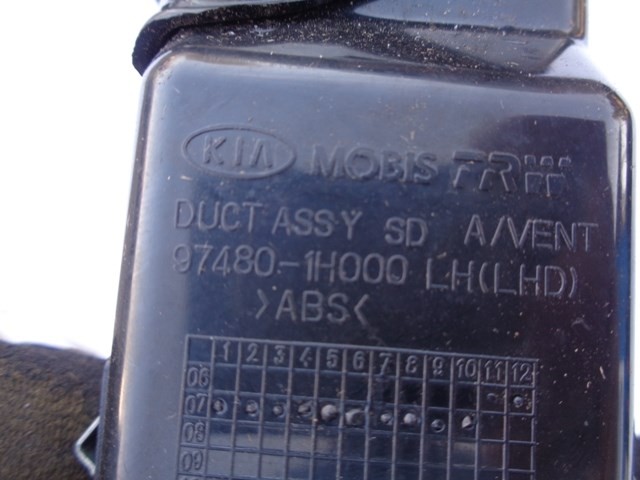 KIA MOBIS TRW
DUCT ASSY SD A/VENT
97480-1H000 LH(LHD)
>ABS<
1 2 3 4 5 6 7 8 9 10 11 12
06
07
08
09